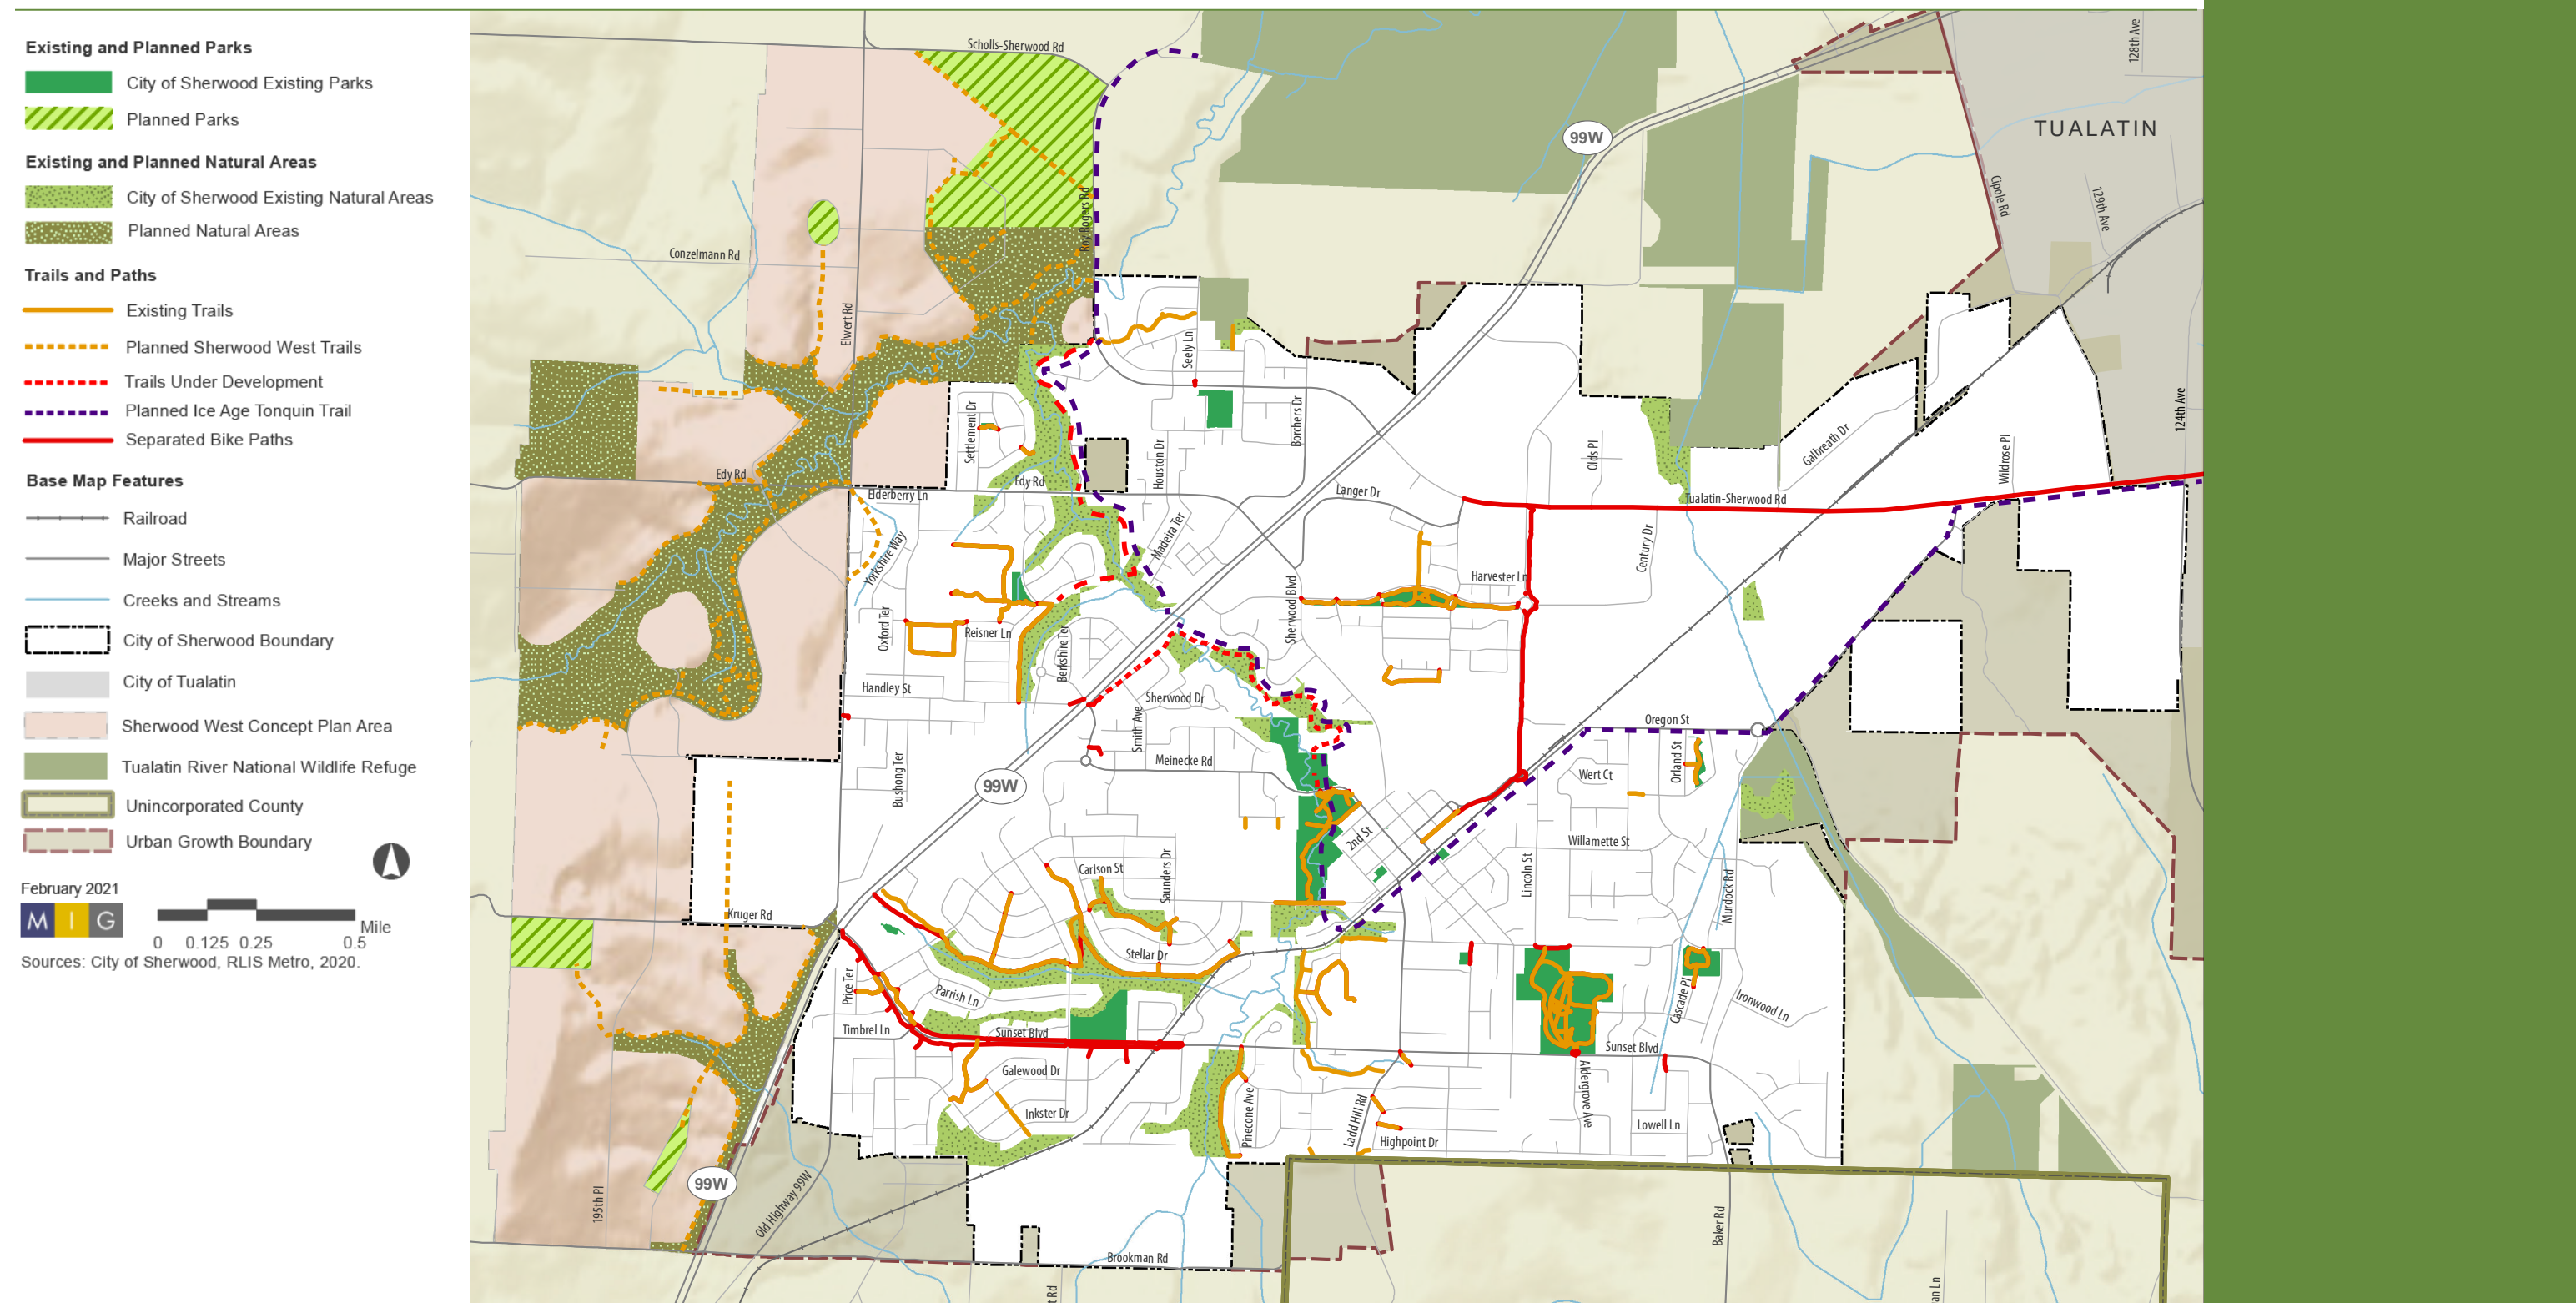 Existing and Planned Parks
City of Sherwood Existing Parks
Planned Parks
Existing and Planned Natural Areas
City of Sherwood Existing Natural Areas
Planned Natural Areas
Trails and Paths
Existing Trails
Planned Sherwood West Trails
Trails Under Development
Planned Ice Age Tonquin Trail
Separated Bike Paths
Base Map Features
Railroad
Major Streets
Creeks and Streams
City of Sherwood Boundary
City of Tualatin
Sherwood West Concept Plan Area
Tualatin River National Wildlife Refuge
Unincorporated County
Urban Growth Boundary
February 2021
M I G
0 0.125 0.25 0.5
Mile
Sources: City of Sherwood, RLIS Metro, 2020.
Scholls-Sherwood Rd
128th Ave
99W
TUALATIN
Cipole Rd
129th Ave
Roy Rogers Rd
Conzelmann Rd
Elwert Rd
Seely Ln
124th Ave
Settlement Dr
Borchers Dr
Houston Dr
Olds Pl
Galbreath Dr
Wildrose Pl
Edy Rd
Elderberry Ln
Edy Rd
Langer Dr
Tualatin-Sherwood Rd
Madeira Ter
Century Dr
Yorkshire Way
Harvester Ln
Sherwood Blvd
Oxford Ter
Reisner Ln
Berkshire Ter
Handley St
Sherwood Dr
Smith Ave
Oregon St
Meinecke Rd
Orland St
Wert Ct
Bushong Ter
99W
2nd St
Willamette St
Carlson St
Saunders Dr
Lincoln St
Murdock Rd
Kruger Rd
Stellar Dr
Price Ter
Parrish Ln
Cascade Pl
Ironwood Ln
Timbrel Ln
Sunset Blvd
Sunset Blvd
Galewood Dr
Aldergrove Ave
Inkster Dr
Pinecone Ave
Ladd Hill Rd
Highpoint Dr
Lowell Ln
99W
195th Pl
Old Highway 99W
Baker Rd
Brookman Rd
t Rd
an Ln